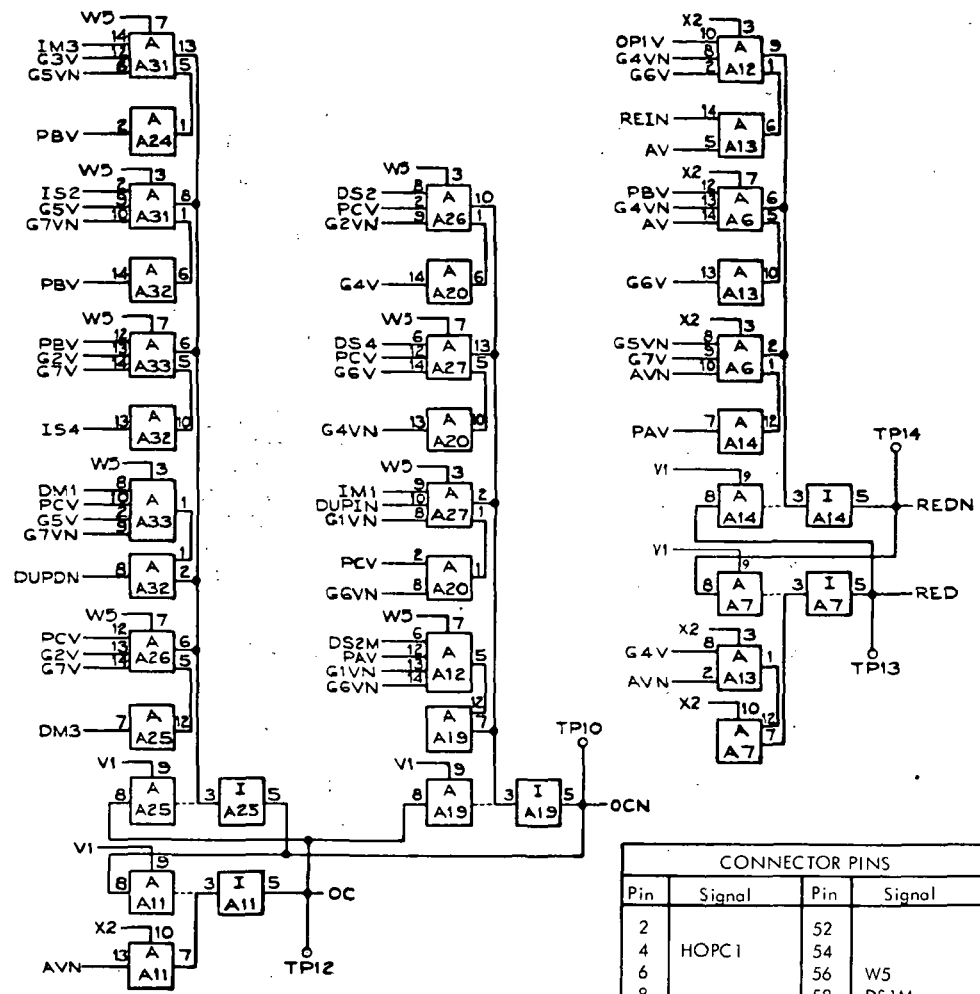 W5 7
IM3 14 A 13
G3V 12 A31 5
G5VN 6
PBV 2 A 1
A24
W5 3
IS2 2 A 8
G5V 9 A31 1
G7VN 10
PBV 14 A 6
A32
W5 7
PBV 12 A 6
G2V 13 A33 5
G7V 14
IS4 13 A 10
A32
W5 3
DM1 8 A 1
PCV 10 A33
G5V 2
G7VN 9
DUPDN 8 A 1
A32 2
W5 7
PCV 12 A 6
G2V 13 A26 5
G7V 14
DM3 7 A 12
A25
V1 9
8 A 3 I 5
A25 A25
V1 9
8 A 3 I 5 OC
A11 A11
X2 10
AVN 13 A 7
A11
TP12
W5 3
DS2 8 A 10
PCV 2 A26 1
G2VN 9
G4V 14 A 6
A20
W5 7
DS4 6 A 13
PCV 12 A27 5
G6V 14
G4VN 13 A 10
A20
W5 3
IM1 9 A 2
DUPIN 10 A27 1
G1VN 8
PCV 2 A 1
G6VN 8 A20
W5 7
DS2M 6 A 5
PAV 12 A12
G1VN 13
G6VN 14
A 12
A19 7
TP10
V1 9
8 A 3 I 5 OCN
A19 A19
X2 3
OP1V 10 A 9
G4VN 8 A12 1
G6V 2
REIN 14 A 6
AV 5 A13
X2 7
PBV 12 A 6
G4VN 13 A6 5
AV 14
G6V 13 A 10
A13
X2 3
G5VN 8 A 2
G7V 9 A6 1
AVN 10
PAV 7 A 12
A14
TP14
V1 9
8 A 3 I 5 REDN
A14 A14
V1 9
8 A 3 I 5 RED
A7 A7
TP13
X2 3
G4V 8 A 1
AVN 2 A13
X2 10
A 12
A7 7
CONNECTOR PINS
Pin Signal Pin Signal
2 52
4 HOPC1 54
6 56 W5